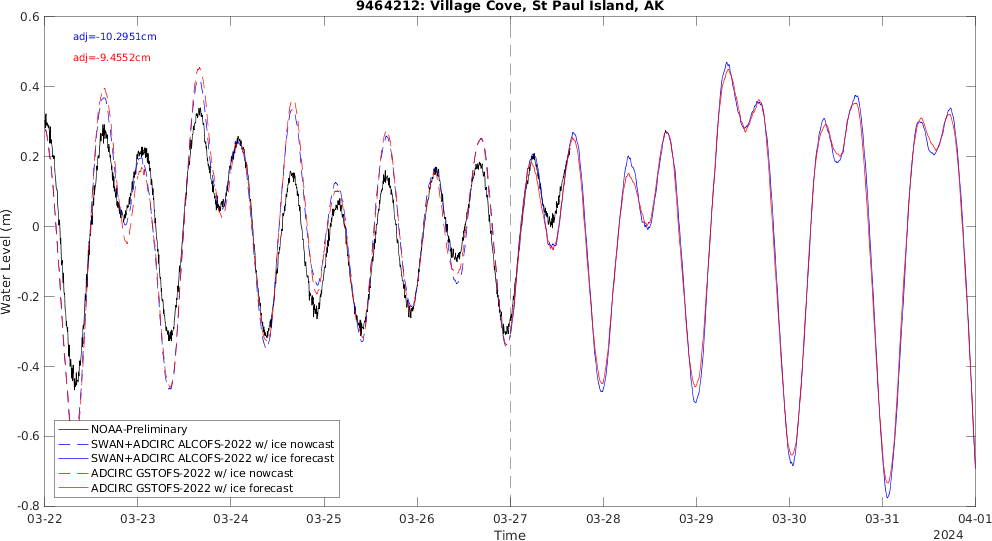 9464212: Village Cove, St Paul Island, AK
adj=-10.2951cm
adj=-9.4552cm
Water Level (m)
0.6
0.4
0.2
0
-0.2
-0.4
-0.6
-0.8
NOAA-Preliminary
SWAN+ADCIRC ALCOFS-2022 w/ ice nowcast
SWAN+ADCIRC ALCOFS-2022 w/ ice forecast
ADCIRC GSTOFS-2022 w/ ice nowcast
ADCIRC GSTOFS-2022 w/ ice forecast
03-22 03-23 03-24 03-25 03-26 03-27 03-28 03-29 03-30 03-31 04-01
Time
2024